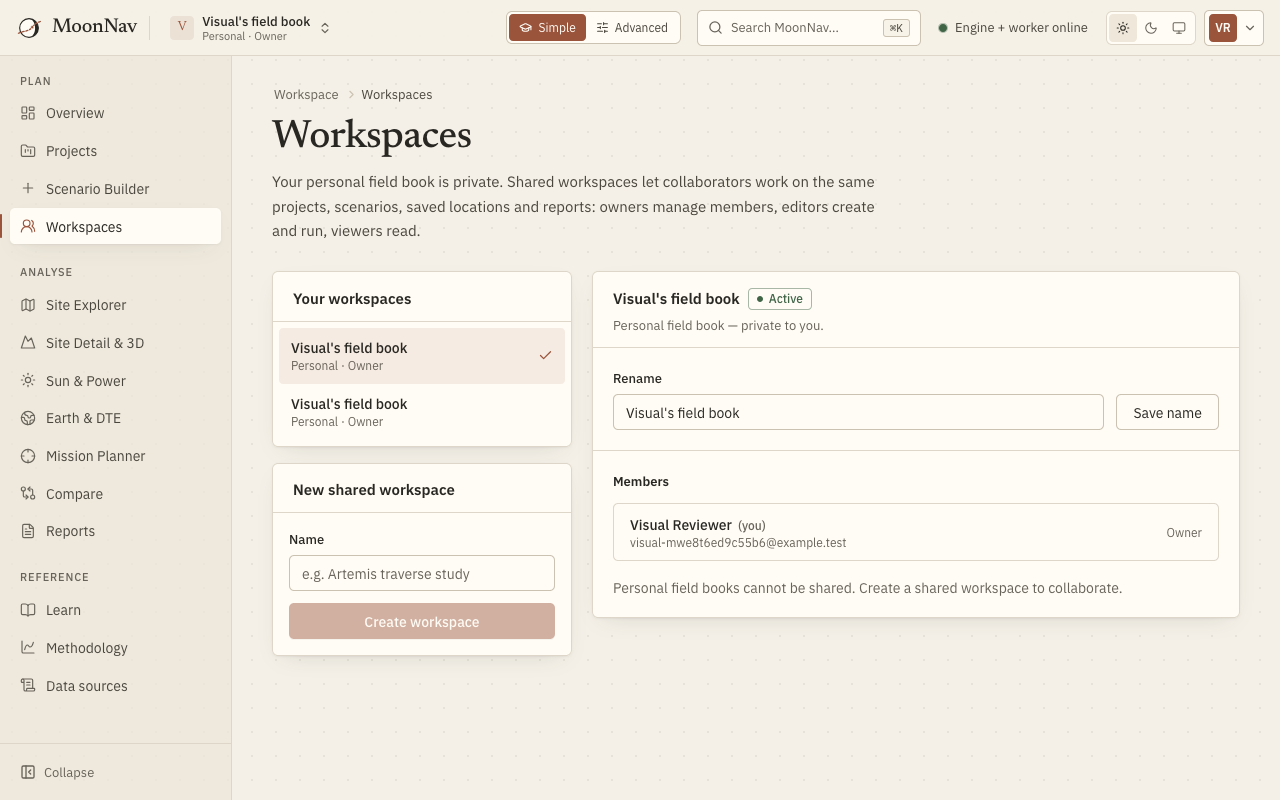 MoonNav
V
Visual's field book
Personal · Owner
Simple
Advanced
Search MoonNav...
⌘K
Engine + worker online
VR
PLAN
Overview
Projects
Scenario Builder
Workspaces
ANALYSE
Site Explorer
Site Detail & 3D
Sun & Power
Earth & DTE
Mission Planner
Compare
Reports
REFERENCE
Learn
Methodology
Data sources
Collapse
Workspace
Workspaces
Workspaces
Your personal field book is private. Shared workspaces let collaborators work on the same
projects, scenarios, saved locations and reports: owners manage members, editors create
and run, viewers read.
Your workspaces
Visual's field book
Personal · Owner
Visual's field book
Personal · Owner
New shared workspace
Name
e.g. Artemis traverse study
Create workspace
Visual's field book
Active
Personal field book — private to you.
Rename
Visual's field book
Save name
Members
Visual Reviewer (you)
visual-mwe8t6ed9c55b6@example.test
Owner
Personal field books cannot be shared. Create a shared workspace to collaborate.